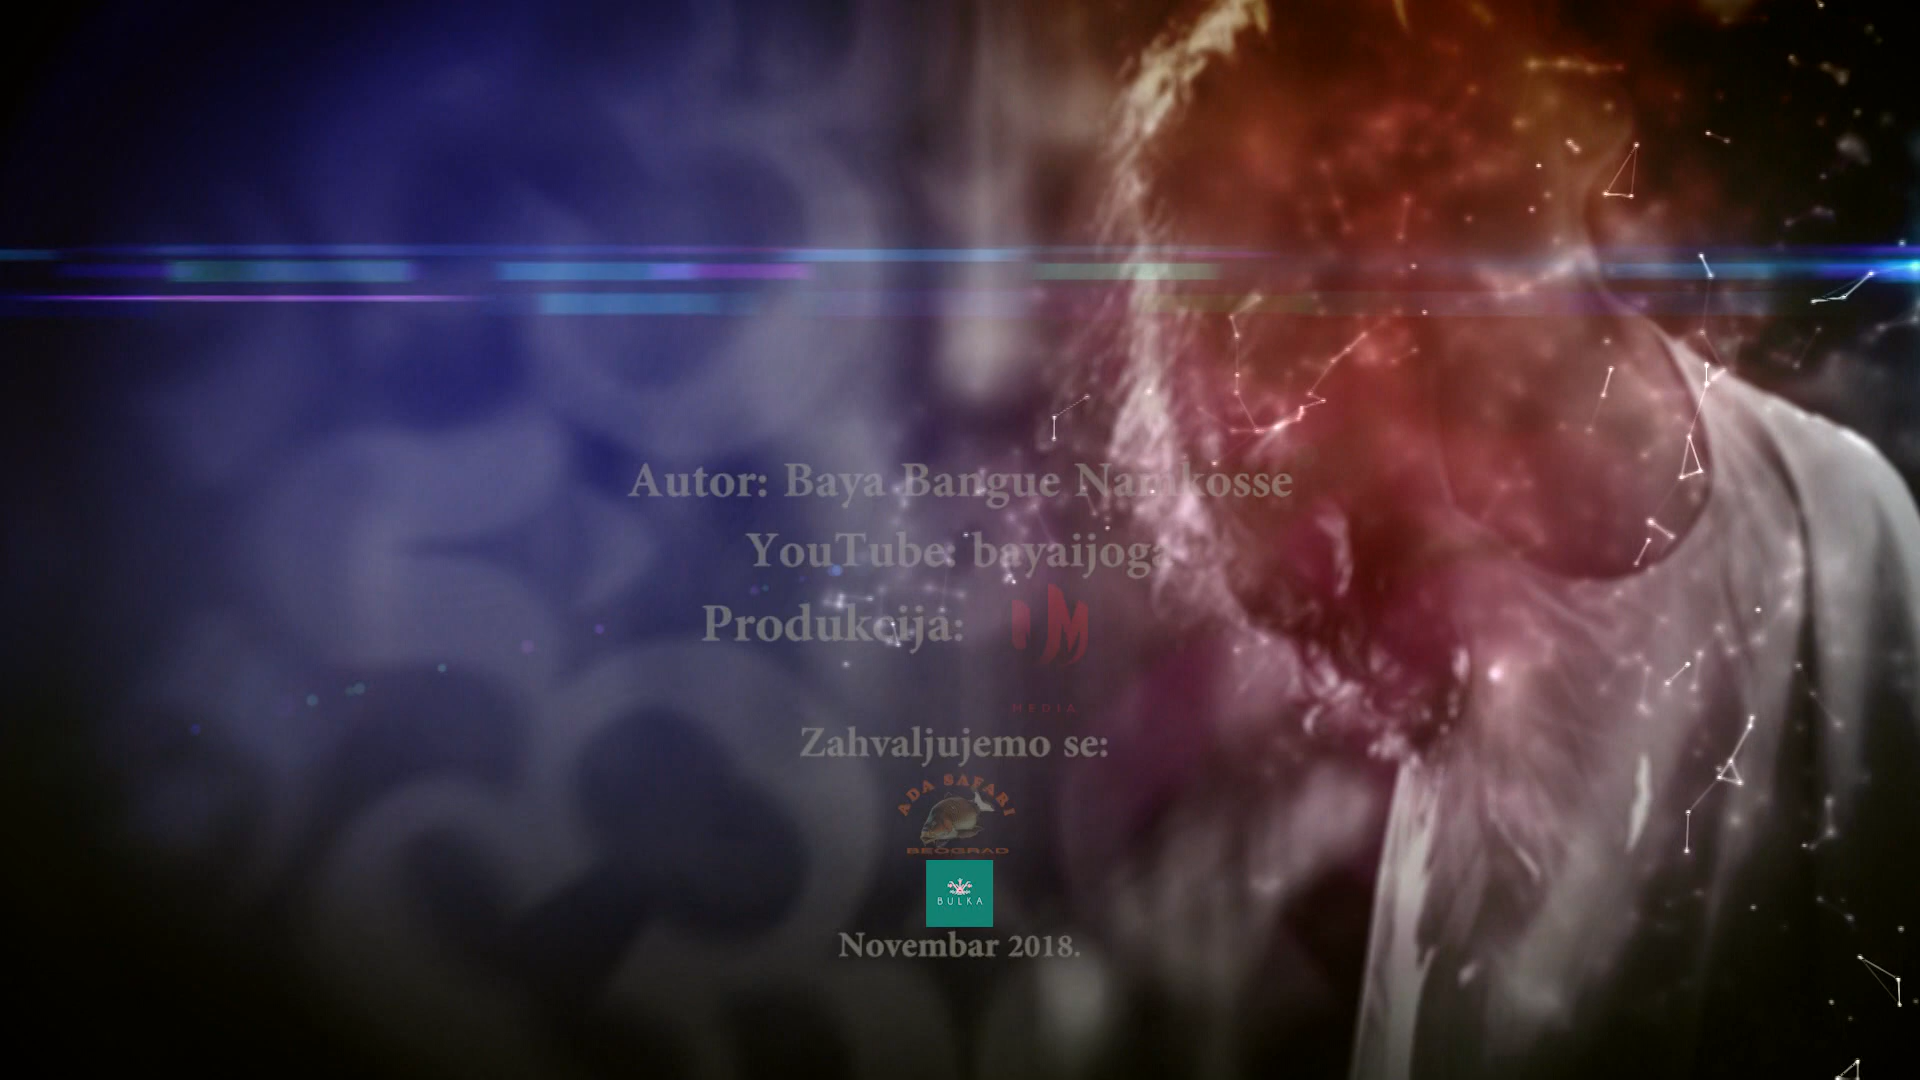 Autor: Baya Bangue Namkosse
YouTube: bayaijoga
Produkcija:
MEDIA
Zahvaljujemo se:
ADA SAFARI
BEOGRAD
BULKA
Novembar 2018.